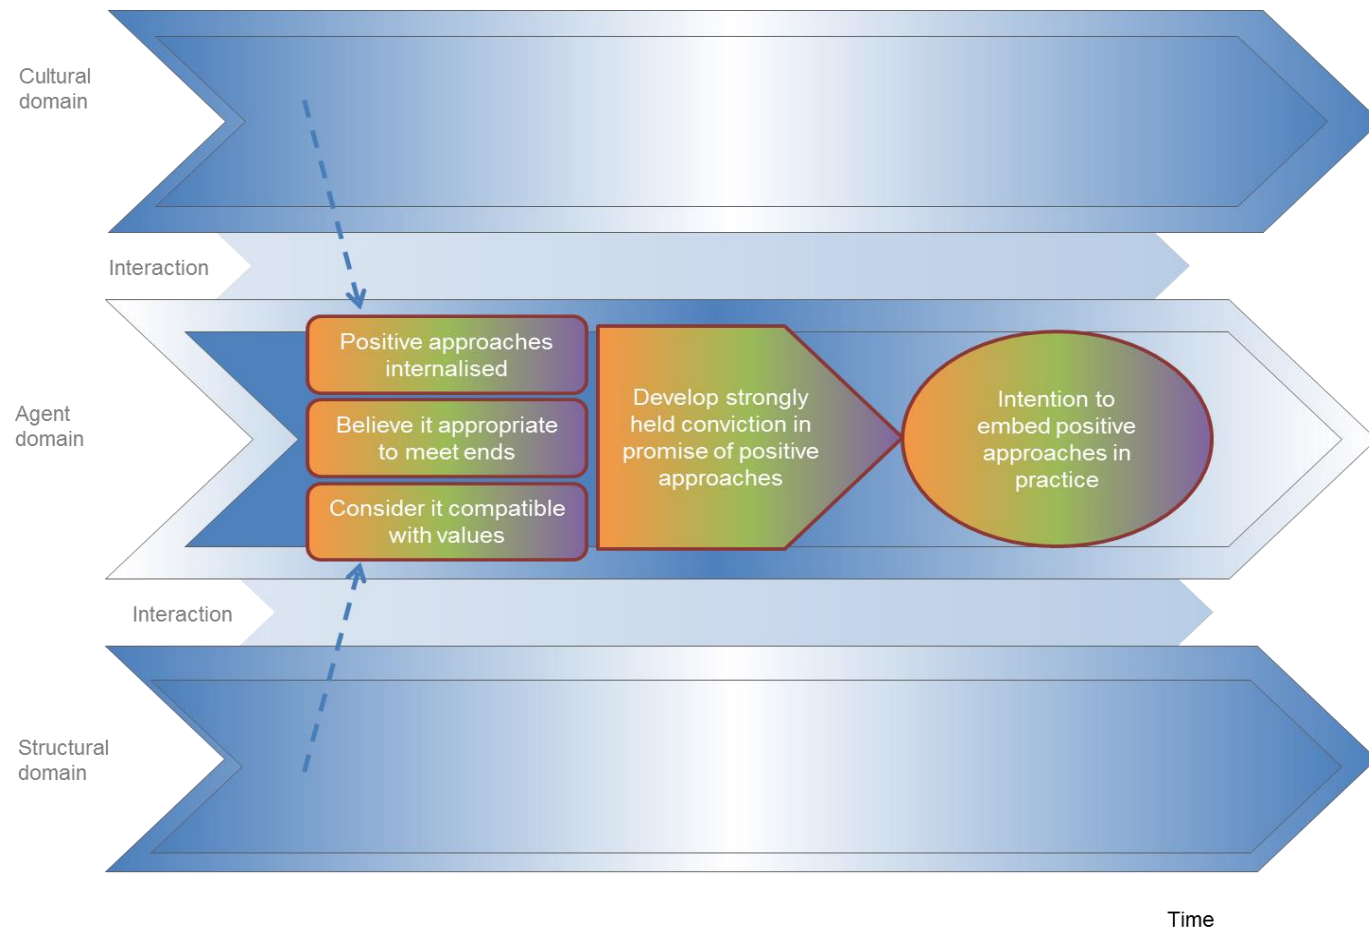 Cultural
domain
Interaction
Positive approaches
internalised
Agent
domain
Believe it appropriate
to meet ends
Consider it compatible
with values
Develop strongly
held conviction in
promise of positive
approaches
Intention to
embed positive
approaches in
practice
Interaction
Structural
domain
Time